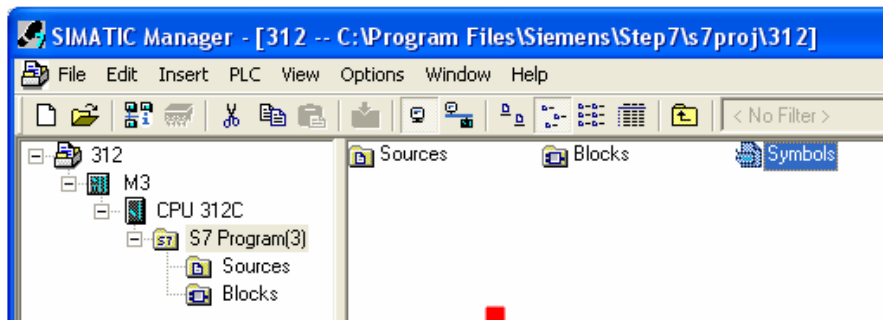 SIMATIC Manager - [312 -- C:\Program Files\Siemens\Step7\s7proj\312]
File Edit Insert PLC View Options Window Help
< No Filter >
312
M3
CPU 312C
S7 Program(3)
Sources
Blocks
Sources Blocks Symbols